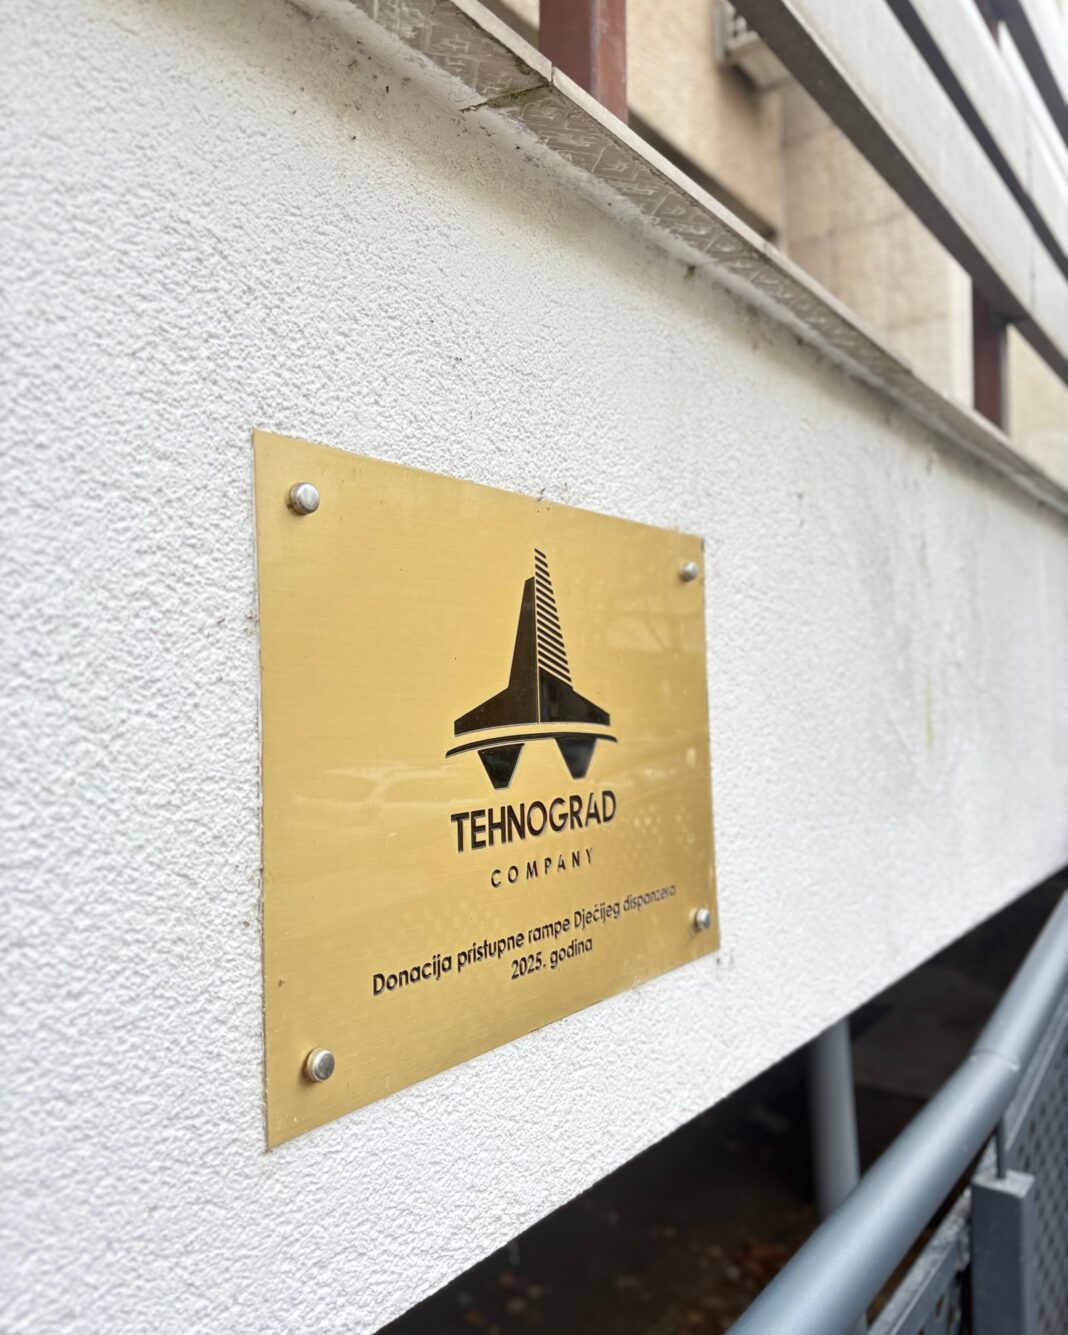 TEHNOGRAD
COMPANY
Donacija pristupne rampe Dječijeg dispanzera
2025. godina